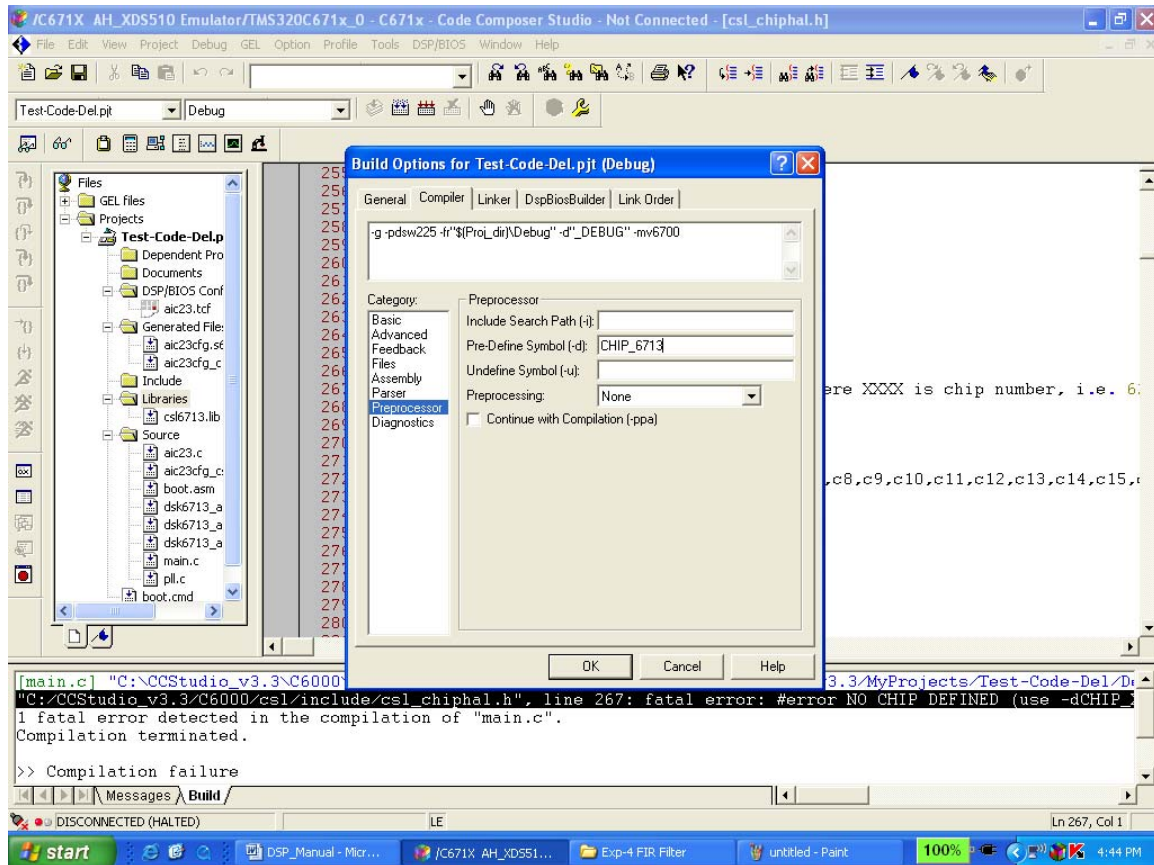 /C671X AH_XDS510 Emulator/TMS320C671x_0 - C671x - Code Composer Studio - Not Connected - [csl_chiphal.h]
File Edit View Project Debug GEL Option Profile Tools DSP/BIOS Window Help
Test-Code-Del.pjt Debug
Files
GEL files
Projects
Test-Code-Del.p
Dependent Pro
Documents
DSP/BIOS Conf
aic23.tcf
Generated File
aic23cfg.s6
aic23cfg_c
Include
Libraries
csl6713.lib
Source
aic23.c
aic23cfg_c
boot.asm
dsk6713_a
dsk6713_a
dsk6713_a
main.c
pll.c
boot.cmd
ere XXXX is chip number, i.e. 6
,c8,c9,c10,c11,c12,c13,c14,c15,
Build Options for Test-Code-Del.pjt (Debug)
General Compiler Linker DspBiosBuilder Link Order
-g -pdsw225 -fr"$(Proj_dir)\Debug" -d"_DEBUG" -mv6700
Category:
Basic
Advanced
Feedback
Files
Assembly
Parser
Preprocessor
Diagnostics
Preprocessor
Include Search Path (-i):
Pre-Define Symbol (-d): CHIP_6713
Undefine Symbol (-u):
Preprocessing: None
Continue with Compilation (-ppa)
OK Cancel Help
[main.c] "C:\CCStudio_v3.3\C6000 3.3/MyProjects/Test-Code-Del/D
"C:/CCStudio_v3.3/C6000/csl/include/csl_chiphal.h", line 267: fatal error: #error NO CHIP DEFINED (use -dCHIP_
1 fatal error detected in the compilation of "main.c".
Compilation terminated.
>> Compilation failure
Messages Build
DISCONNECTED (HALTED) LE Ln 267, Col 1
start DSP_Manual - Micr... /C671X AH_XDS51... Exp-4 FIR Filter untitled - Paint 100% 4:44 PM